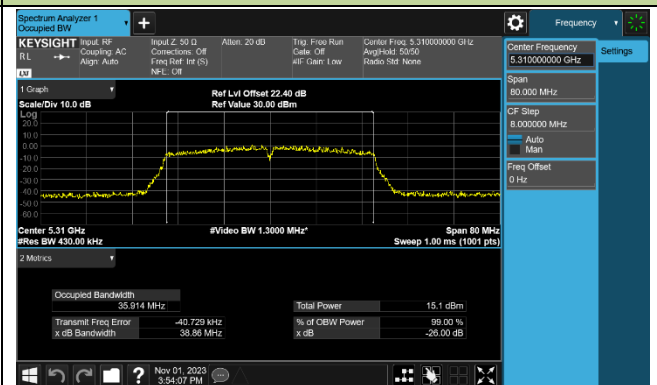 Spectrum Analyzer 1
Occupied BW
+
Frequency
KEYSIGHT
RL
LXI
Input: RF
Coupling: AC
Align: Auto
Input Z: 50 Ω
Corrections: Off
Freq Ref: Int (S)
NFE: Off
Atten: 20 dB
Trig: Free Run
Gate: Off
#IF Gain: Low
Center Freq: 5.310000000 GHz
Avg|Hold: 50/50
Radio Std: None
Center Frequency
5.310000000 GHz
Settings
Span
80.000 MHz
CF Step
8.000000 MHz
Auto
Man
Freq Offset
0 Hz
1 Graph
Scale/Div 10.0 dB
Ref Lvl Offset 22.40 dB
Ref Value 30.00 dBm
Log
20.0
10.0
0.00
-10.0
-20.0
-30.0
-40.0
-50.0
-60.0
Center 5.31 GHz
#Video BW 1.3000 MHz*
Span 80 MHz
#Res BW 430.00 kHz
Sweep 1.00 ms (1001 pts)
2 Metrics
Occupied Bandwidth
35.914 MHz
Total Power 15.1 dBm
Transmit Freq Error -40.729 kHz
% of OBW Power 99.00 %
x dB Bandwidth 38.86 MHz
x dB -26.00 dB
?
Nov 01, 2023
3:54:07 PM